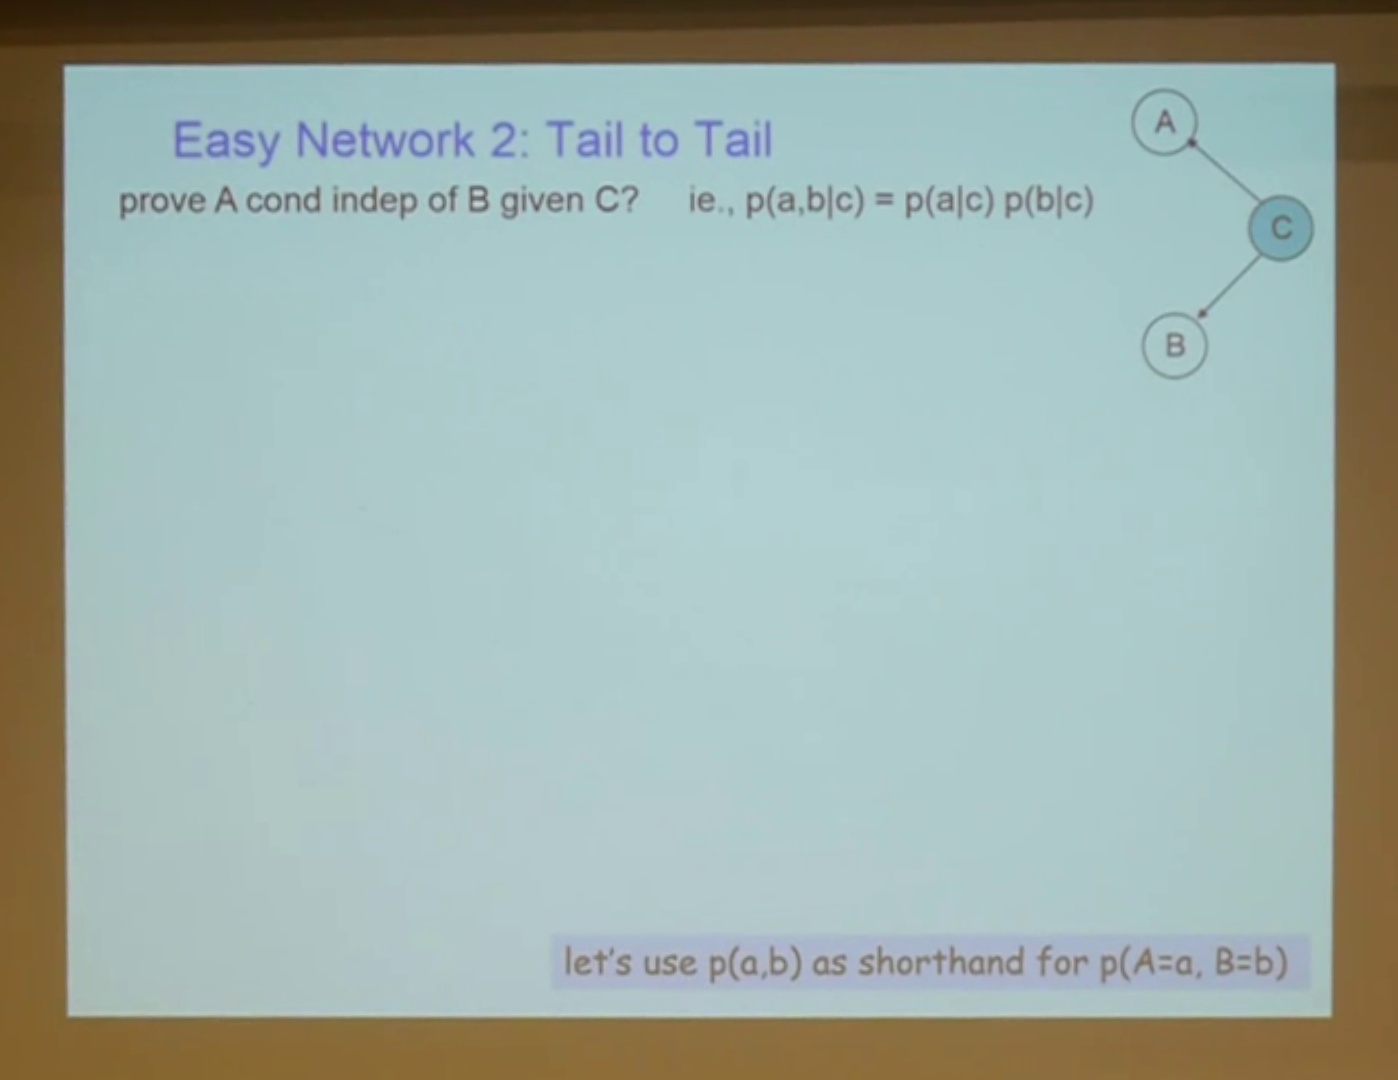 Easy Network 2: Tail to Tail
prove A cond indep of B given C? ie., p(a,b|c) = p(a|c) p(b|c)
A
C
B
let's use p(a,b) as shorthand for p(A=a, B=b)